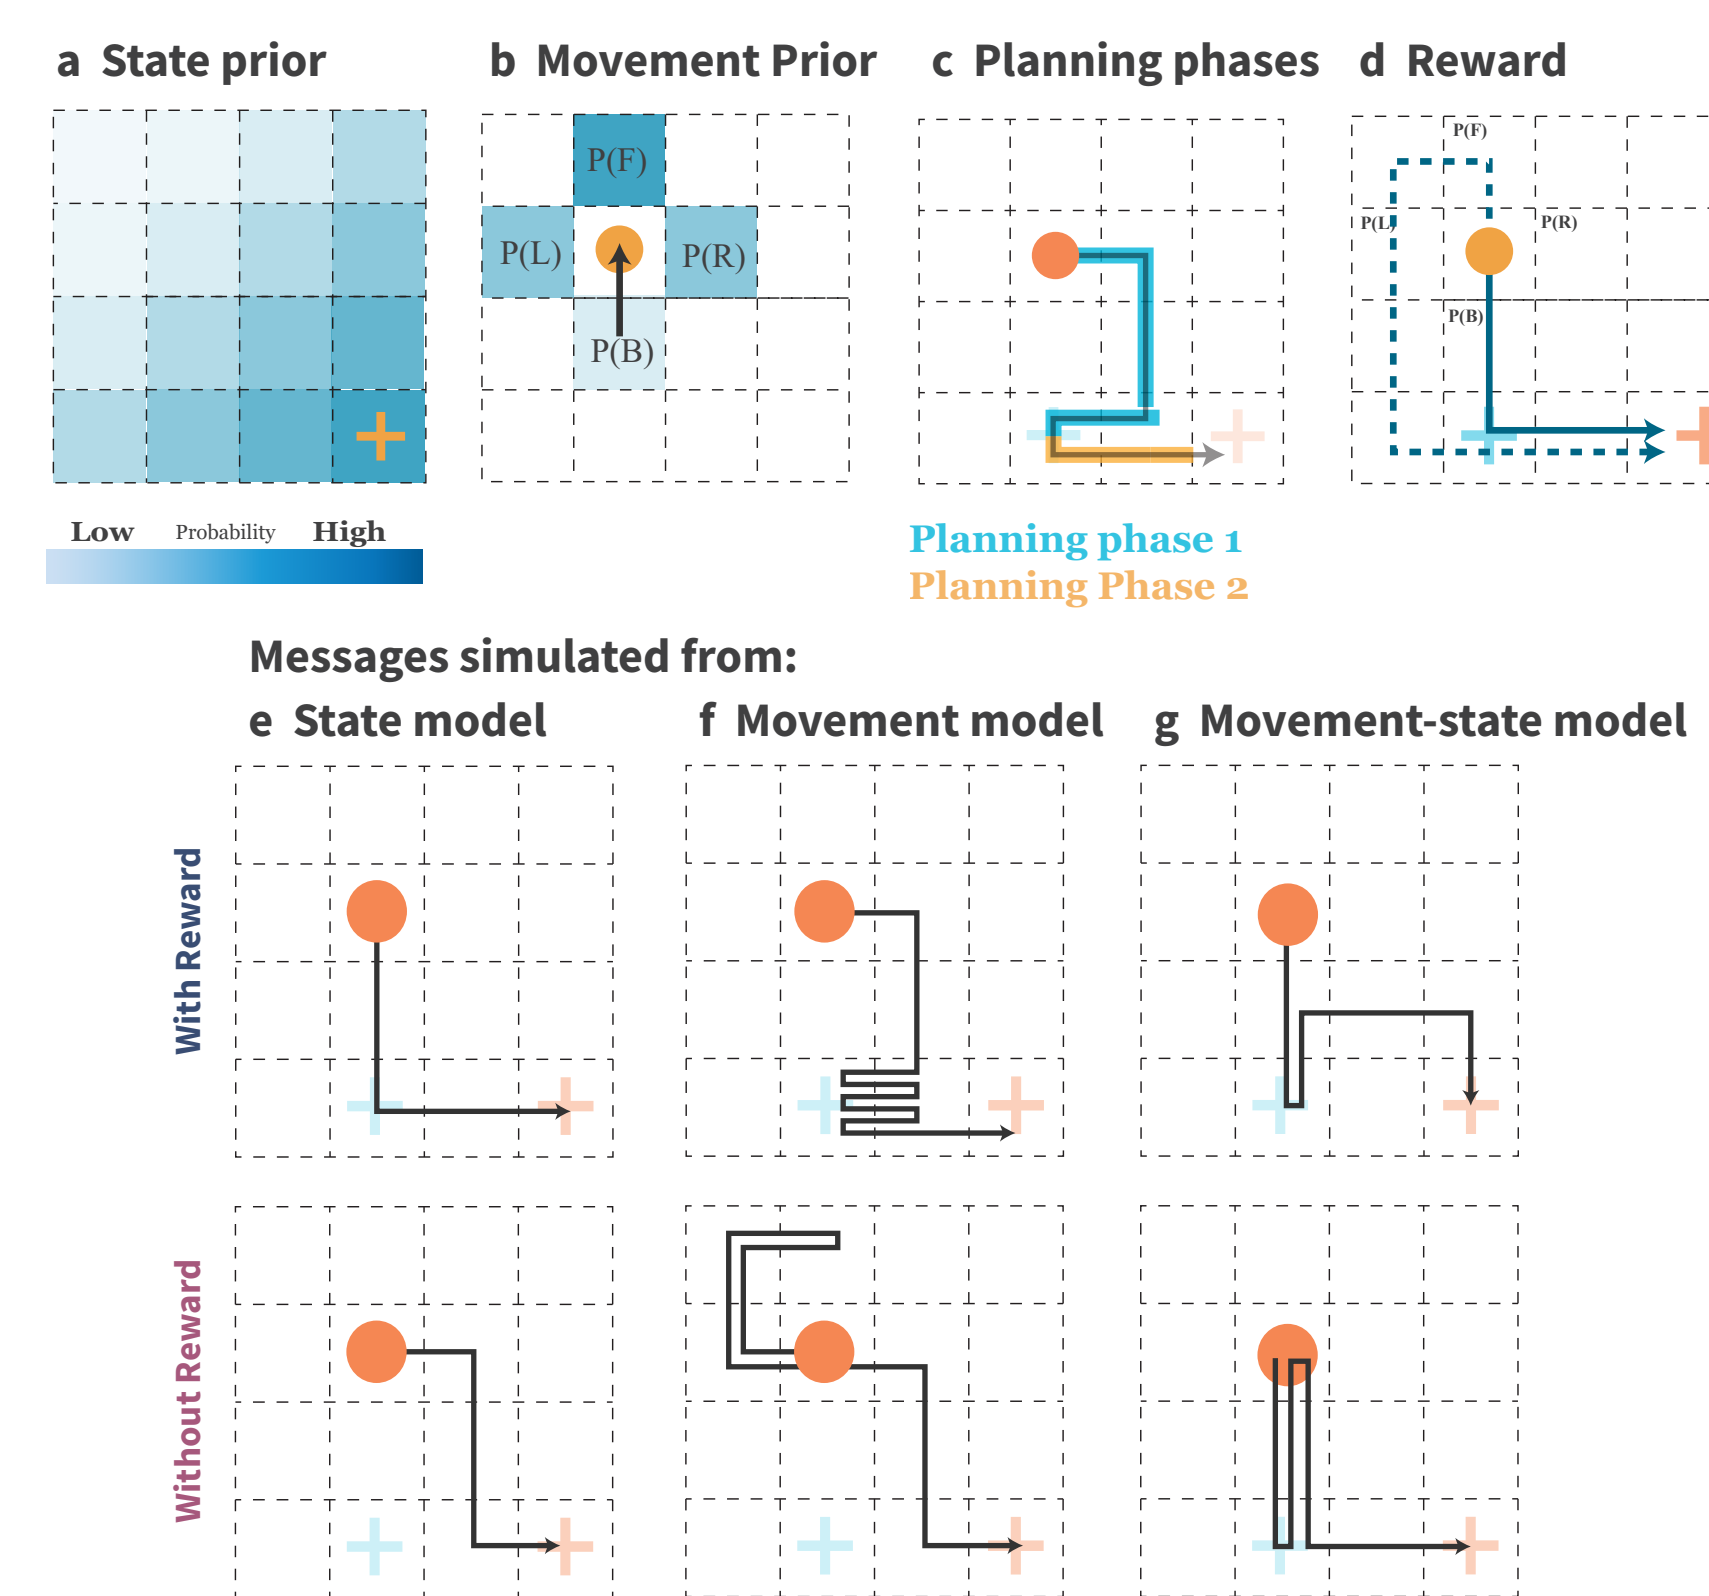 a State prior
b Movement Prior
c Planning phases
d Reward
P(F)
P(L)
P(R)
P(B)
P(F)
P(L)
P(R)
P(B)
Low Probability High
Planning phase 1
Planning Phase 2
Messages simulated from:
e State model
f Movement model
g Movement-state model
With Reward
Without Reward